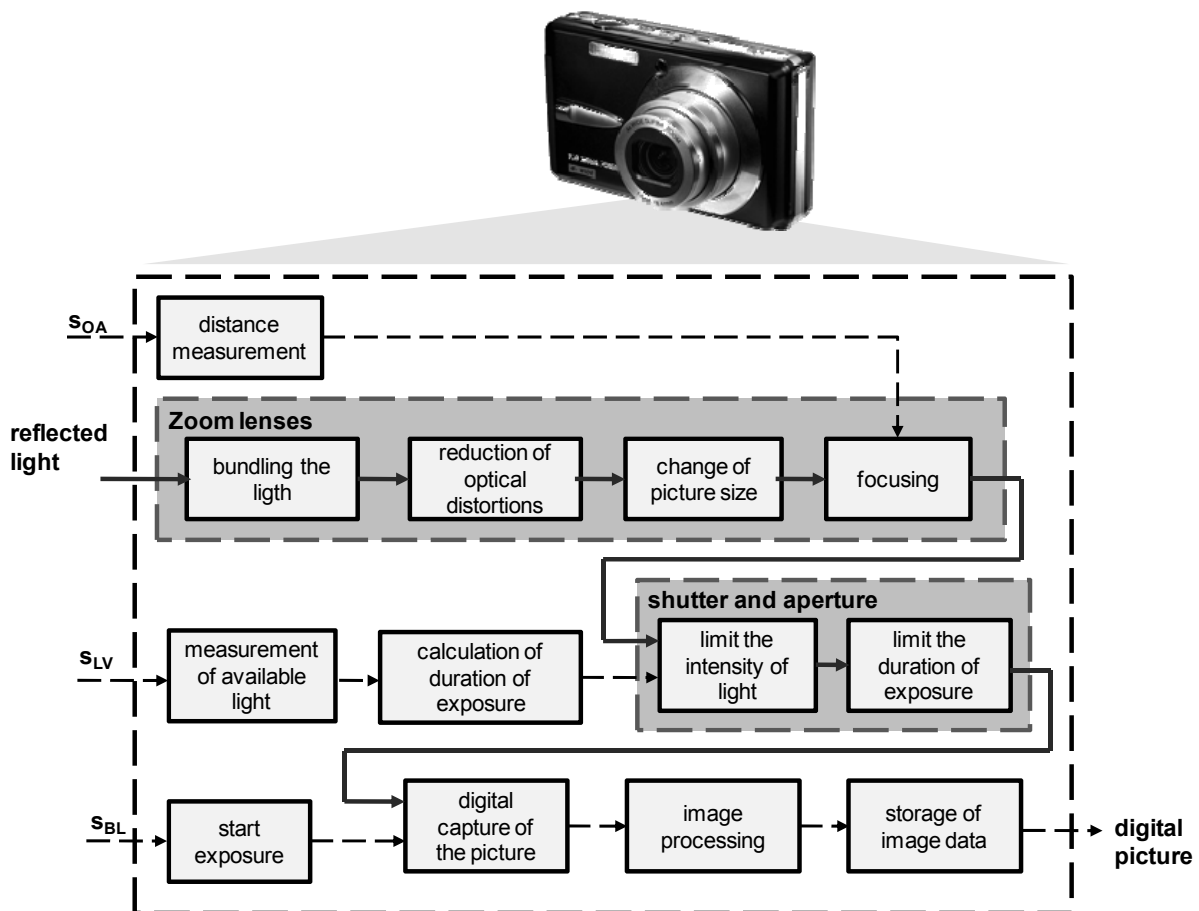 s_OA
distance
measurement
Zoom lenses
reflected
light
bundling the
ligth
reduction of
optical
distortions
change of
picture size
focusing
shutter and aperture
s_LV
measurement
of available
light
calculation of
duration of
exposure
limit the
intensity of
light
limit the
duration of
exposure
s_BL
start
exposure
digital
capture of
the picture
image
processing
storage of
image data
digital
picture